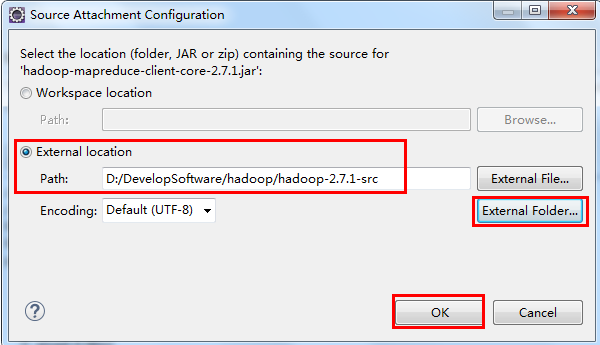 Source Attachment Configuration
Select the location (folder, JAR or zip) containing the source for
'hadoop-mapreduce-client-core-2.7.1.jar':
Workspace location
Path: Browse...
External location
Path: D:/DevelopSoftware/hadoop/hadoop-2.7.1-src External File...
Encoding: Default (UTF-8) External Folder...
? OK Cancel